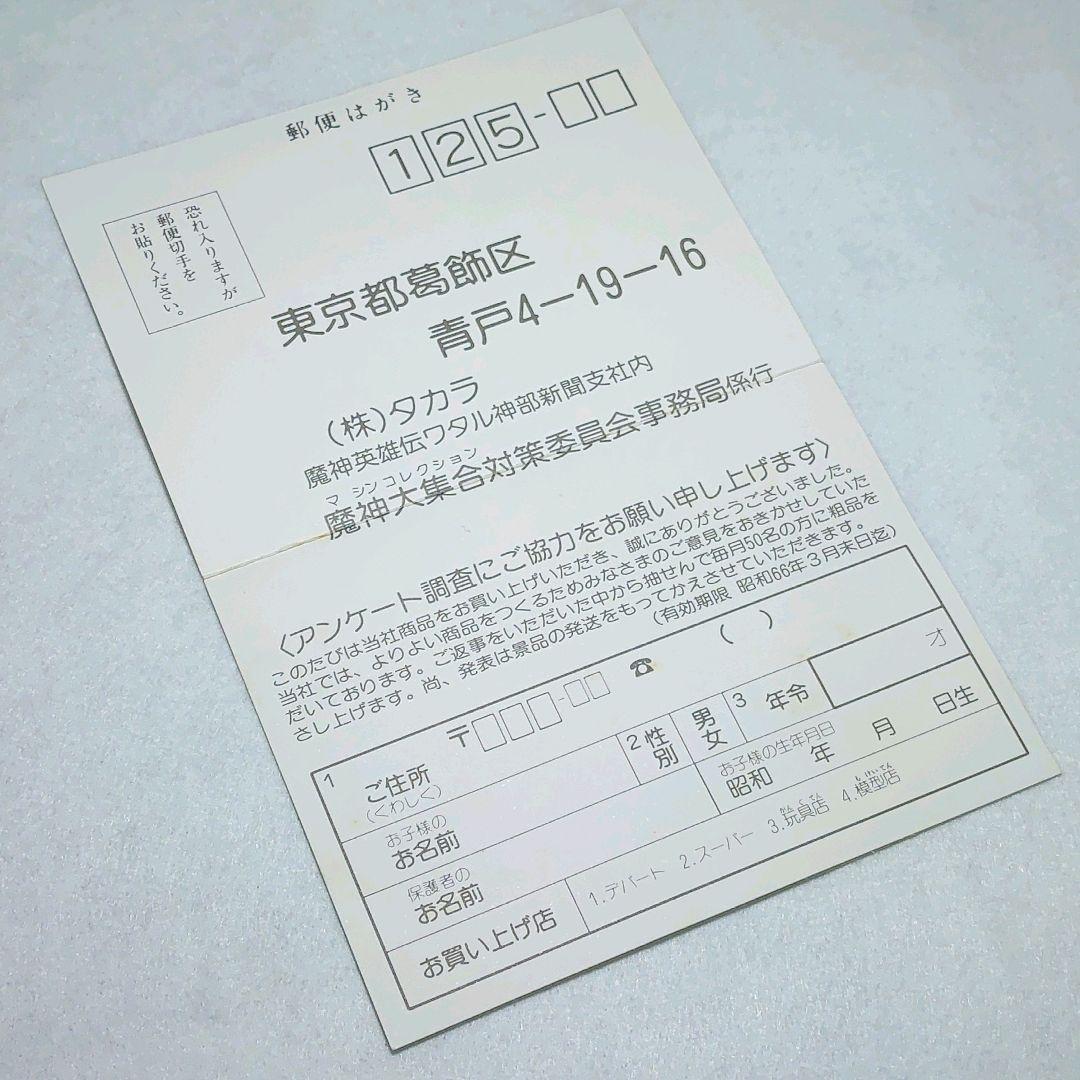 郵便はがき
125-□□
恐れ入りますが
郵便切手を
お貼りください。
東京都葛飾区
青戸4-19-16
(株)タカラ
魔神英雄伝ワタル神部新聞支社内
マシンコレクション
魔神大集合対策委員会事務局係行
〈アンケート調査にご協力をお願い申し上げます〉
このたびは当社商品をお買い上げいただき、誠にありがとうございました。
当社では、よりよい商品をつくるためみなさまのご意見をおきかせしていた
だいております。ご返事をいただいた中から抽せんで毎月50名の方に粗品を
さし上げます。尚、発表は景品の発送をもってかえさせていただきます。
(有効期限 昭和66年3月末日迄)
1 ご住所 (くわしく) 〒□□□-□□ ☎ ( )
お子様の
お名前
2 性別 男 女
3 年令 才
お子様の生年月日
昭和 年 月 日生
保護者の
お名前
お買い上げ店 1.デパート 2.スーパー 3.玩具店 4.模型店